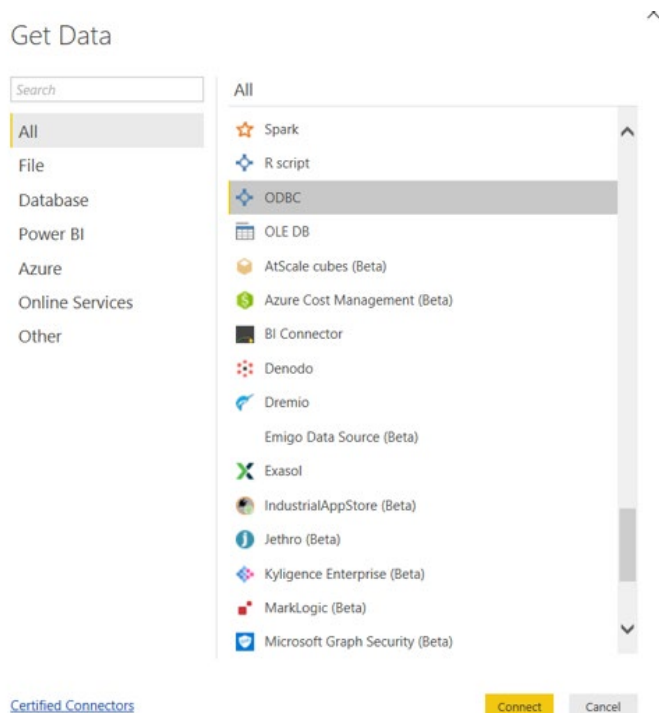 Get Data
Search
All
File
Database
Power BI
Azure
Online Services
Other
All
Spark
R script
ODBC
OLE DB
AtScale cubes (Beta)
Azure Cost Management (Beta)
BI Connector
Denodo
Dremio
Emigo Data Source (Beta)
Exasol
IndustrialAppStore (Beta)
Jethro (Beta)
Kyligence Enterprise (Beta)
MarkLogic (Beta)
Microsoft Graph Security (Beta)
Certified Connectors
Connect
Cancel